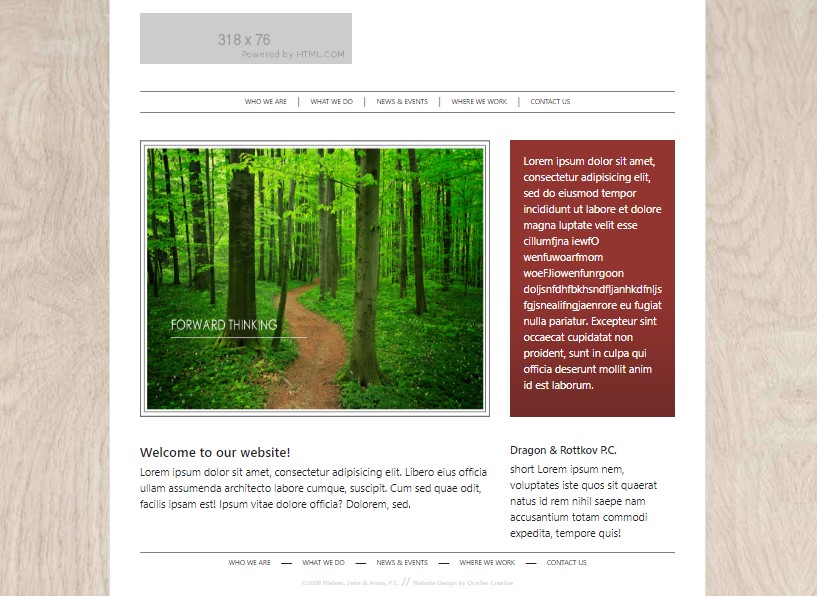 318 x 76
Powered by HTML.COM
WHO WE ARE | WHAT WE DO | NEWS & EVENTS | WHERE WE WORK | CONTACT US
FORWARD THINKING
Lorem ipsum dolor sit amet,
consectetur adipisicing elit,
sed do eiusmod tempor
incididunt ut labore et dolore
magna luptate velit esse
cillumfjna iewfO
wenfuwoarfmom
woeFJiowenfunrgoon
doljsnfdhfbkhsndfljanhkdfnljs
fgjsnealifngjaenrore eu fugiat
nulla pariatur. Excepteur sint
occaecat cupidatat non
proident, sunt in culpa qui
officia deserunt mollit anim
id est laborum.
Welcome to our website!
Lorem ipsum dolor sit amet, consectetur adipisicing elit. Libero eius officia
ullam assumenda architecto labore cumque, suscipit. Cum sed quae odit,
facilis ipsam est! Ipsum vitae dolore officia? Dolorem, sed.
Dragon & Rottkov P.C.
short Lorem ipsum nem,
voluptates iste quos sit quaerat
natus id rem nihil saepe nam
accusantium totam commodi
expedita, tempore quis!
WHO WE ARE — WHAT WE DO — NEWS & EVENTS — WHERE WE WORK — CONTACT US
©2009 Nielsen, Zehe & Antas, P.C. // Website Design by Onefen Creative